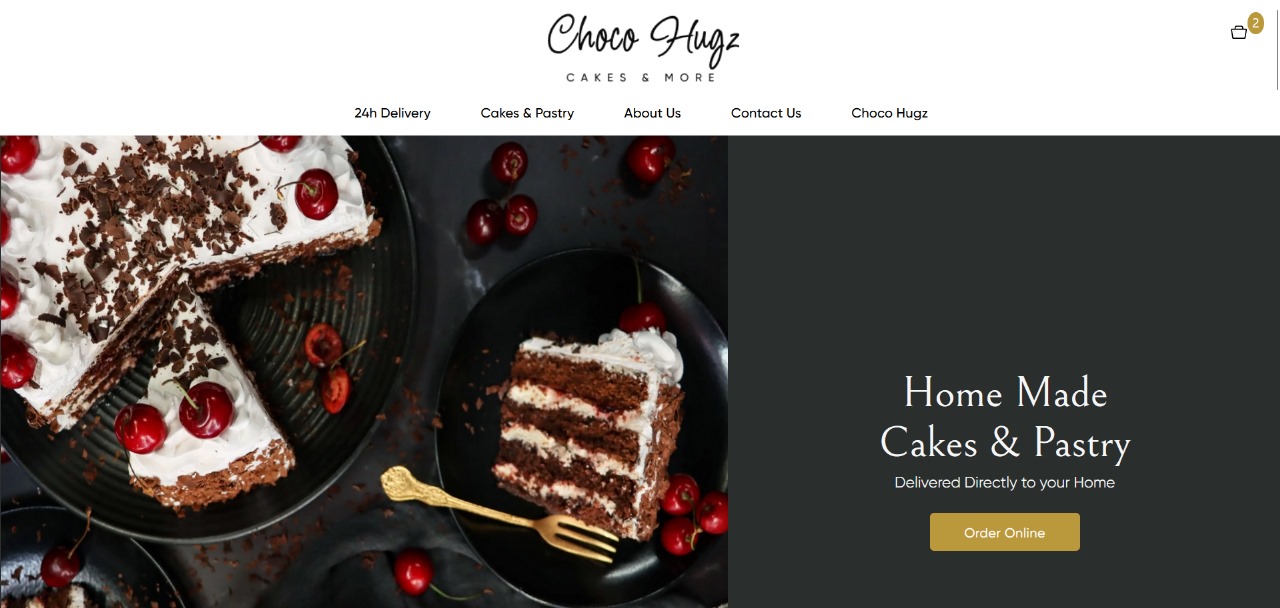 Choco Hugz
CAKES & MORE
2
24h Delivery Cakes & Pastry About Us Contact Us Choco Hugz
Home Made
Cakes & Pastry
Delivered Directly to your Home
Order Online